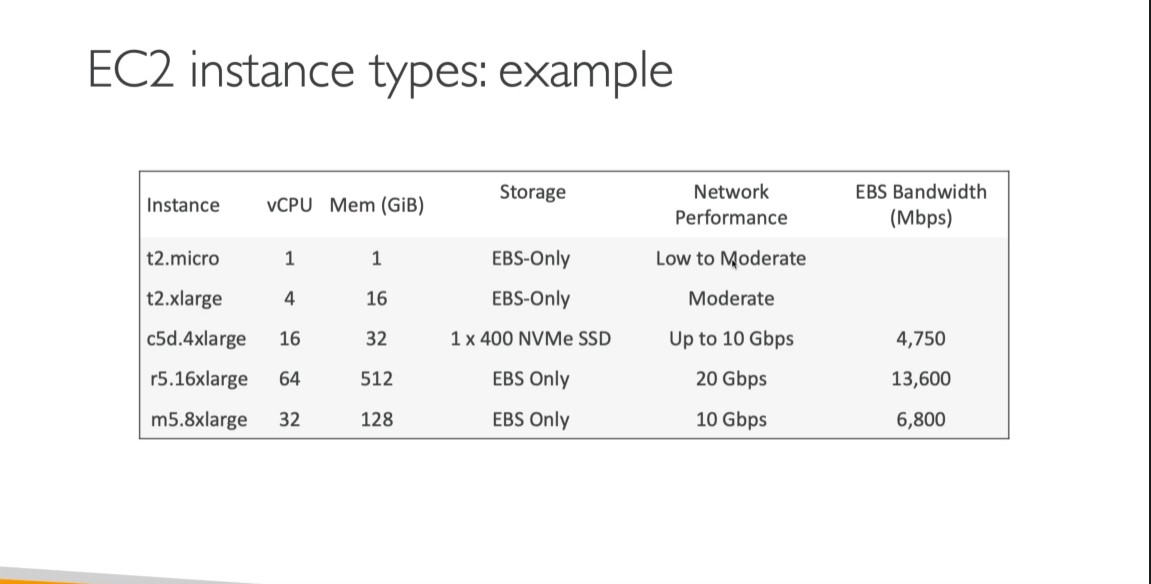 EC2 instance types: example
Instance vCPU Mem (GiB) Storage Network Performance EBS Bandwidth (Mbps)
t2.micro 1 1 EBS-Only Low to Moderate
t2.xlarge 4 16 EBS-Only Moderate
c5d.4xlarge 16 32 1 x 400 NVMe SSD Up to 10 Gbps 4,750
r5.16xlarge 64 512 EBS Only 20 Gbps 13,600
m5.8xlarge 32 128 EBS Only 10 Gbps 6,800